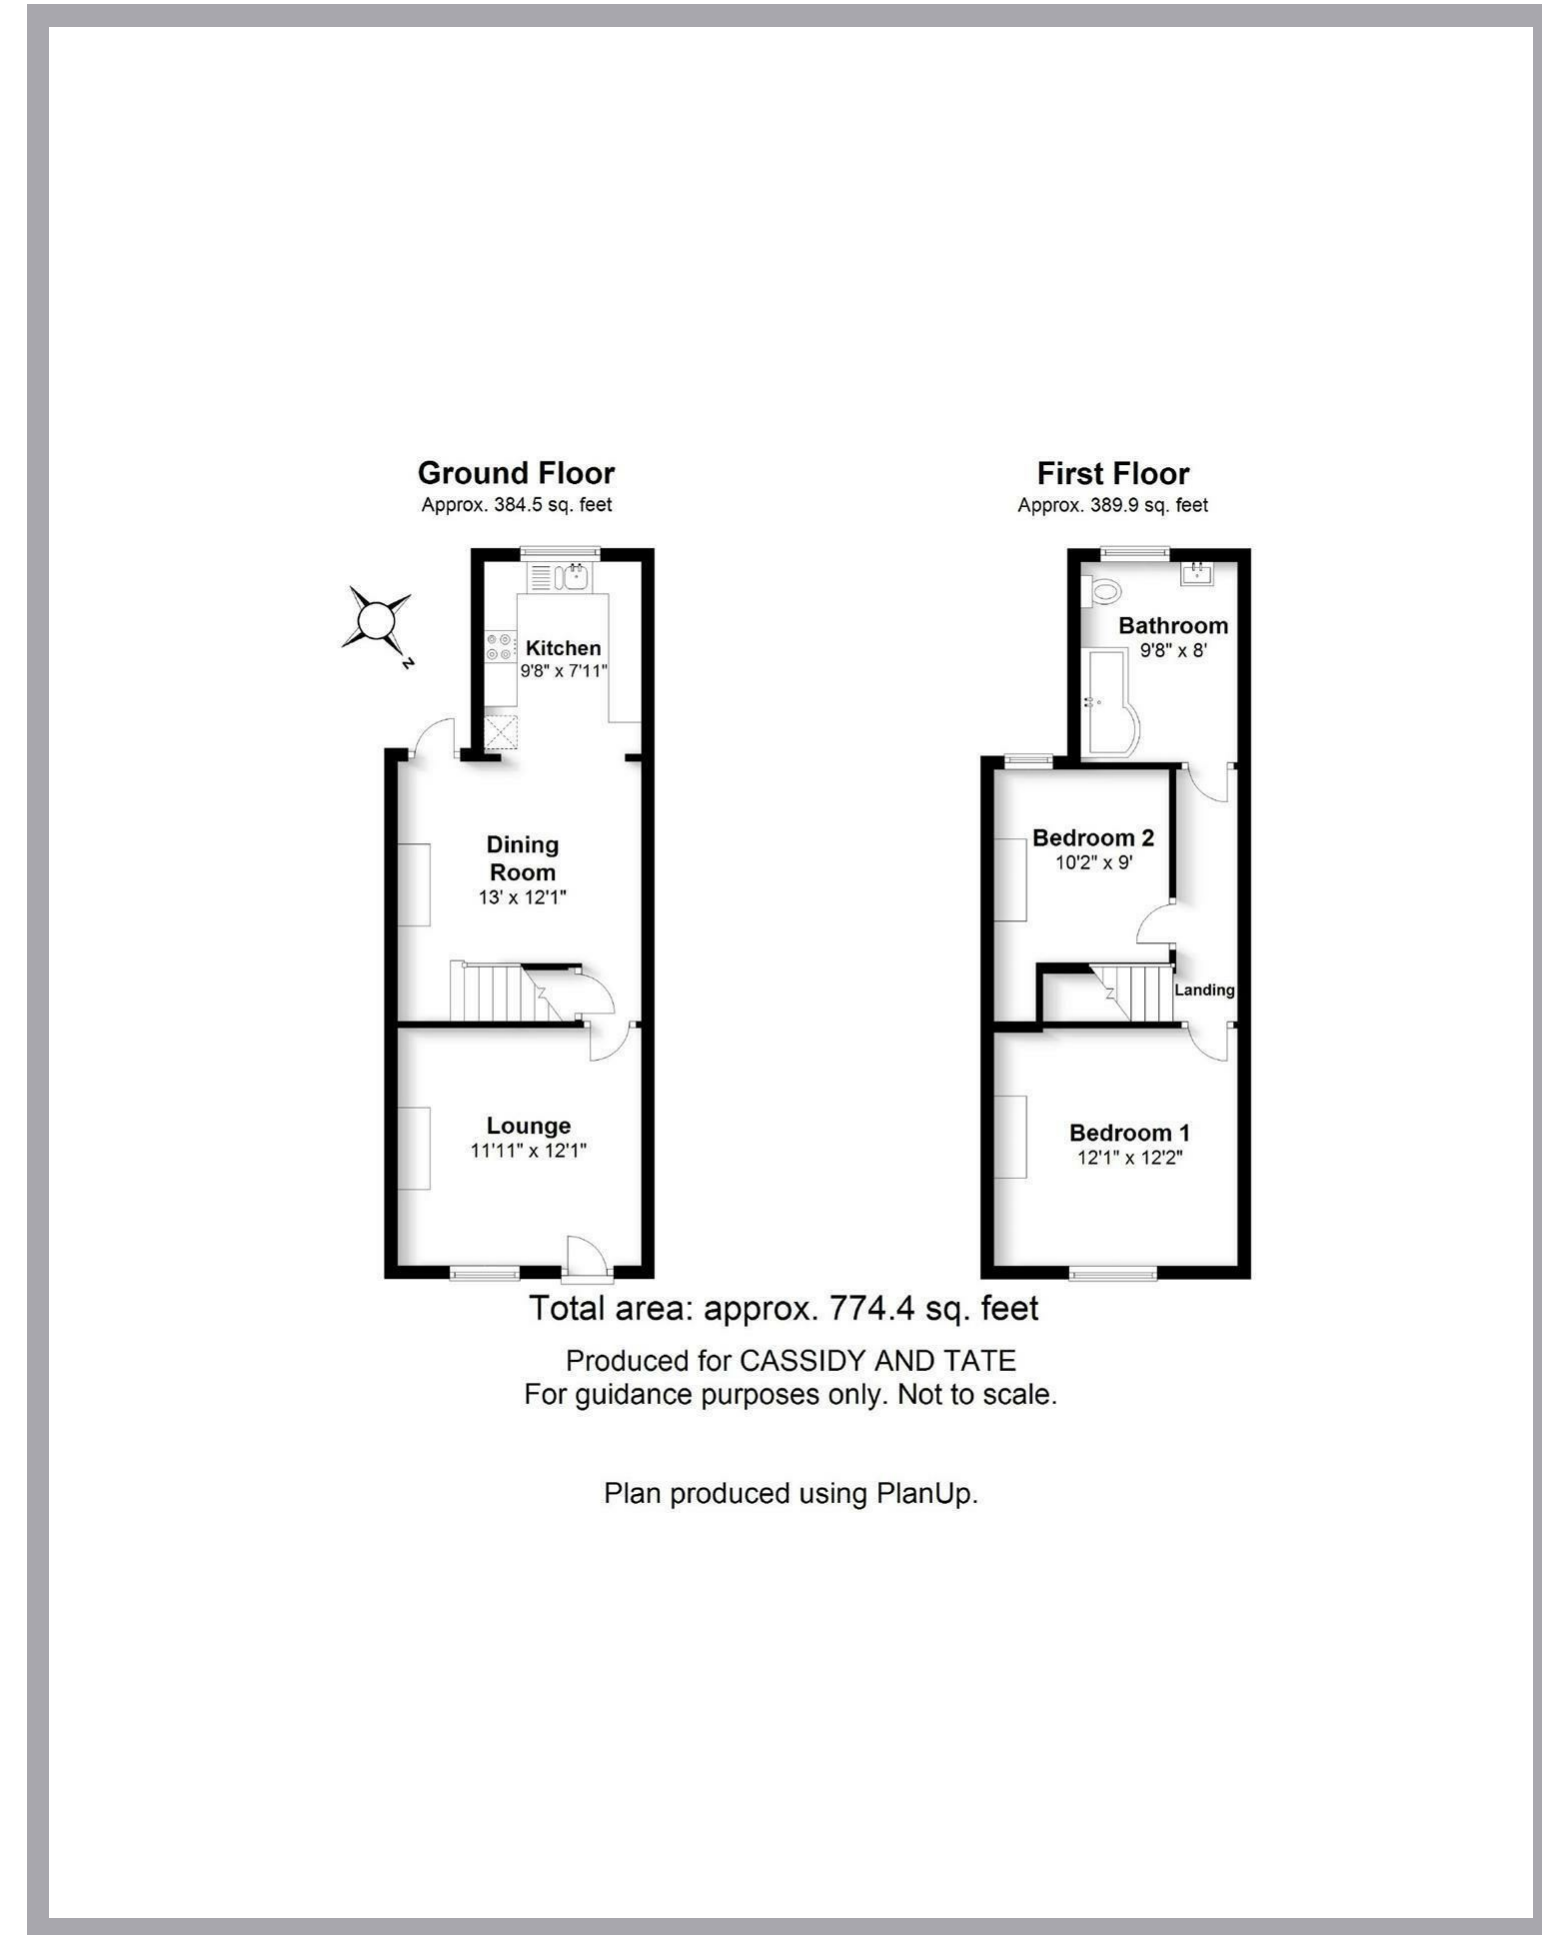 Ground Floor
Approx. 384.5 sq. feet
Kitchen
9'8" x 7'11"
N
Dining
Room
13' x 12'1"
Lounge
11'11" x 12'1"
First Floor
Approx. 389.9 sq. feet
Bathroom
9'8" x 8'
Bedroom 2
10'2" x 9'
Landing
Bedroom 1
12'1" x 12'2"
Total area: approx. 774.4 sq. feet
Produced for CASSIDY AND TATE
For guidance purposes only. Not to scale.
Plan produced using PlanUp.